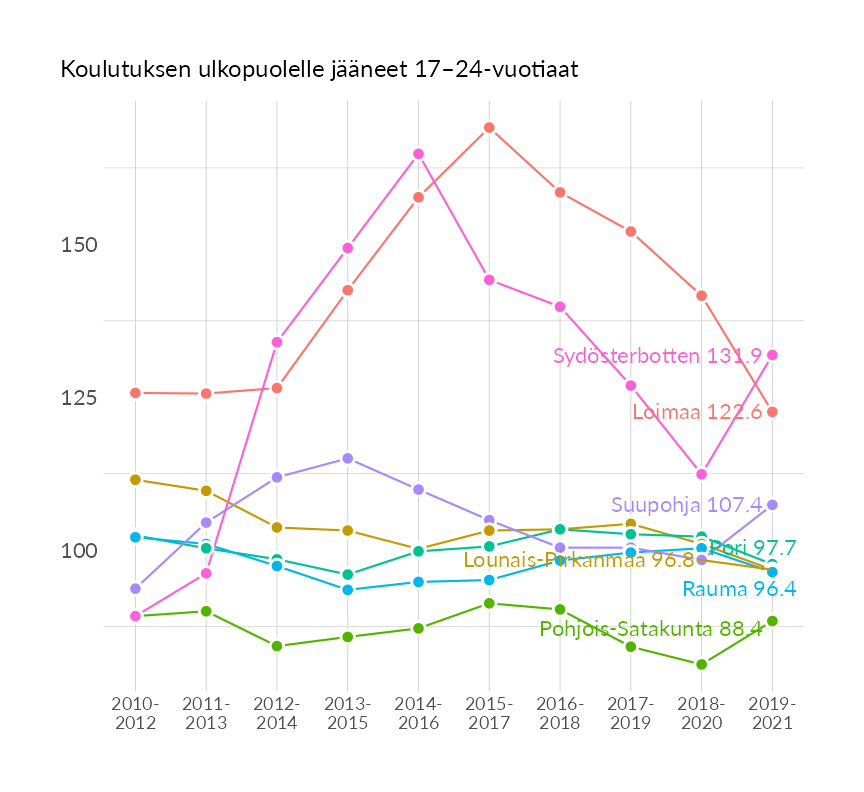 Koulutuksen ulkopuolelle jääneet 17–24-vuotiaat
150
125
100
Sydösterbotten 131.9
Loimaa 122.6
Suupohja 107.4
Pori 97.7
Lounais-Pirkanmaa 96.8
Rauma 96.4
Pohjois-Satakunta 88.4
2010- 2011- 2012- 2013- 2014- 2015- 2016- 2017- 2018- 2019-
2012 2013 2014 2015 2016 2017 2018 2019 2020 2021